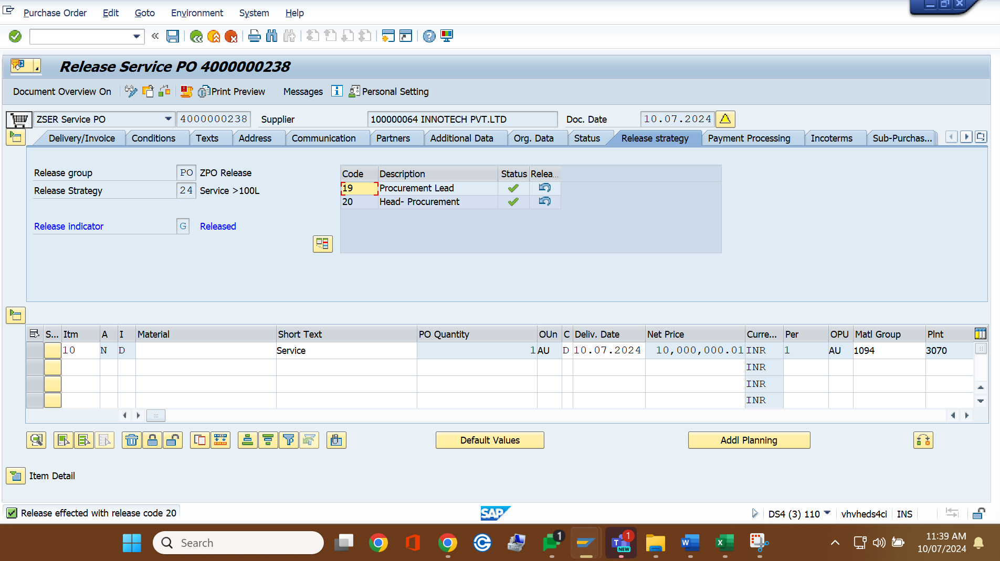 Purchase Order Edit Goto Environment System Help
Release Service PO 4000000238
Document Overview On Print Preview Messages Personal Setting
ZSER Service PO 4000000238 Supplier 100000064 INNOTECH PVT.LTD Doc. Date 10.07.2024
Delivery/Invoice Conditions Texts Address Communication Partners Additional Data Org. Data Status Release strategy Payment Processing Incoterms Sub-Purchas...
Release group PO ZPO Release
Release Strategy 24 Service >100L
Release indicator G Released
Code Description Status Relea...
19 Procurement Lead
20 Head- Procurement
S... Itm A I Material Short Text PO Quantity OUn C Deliv. Date Net Price Curre... Per OPU Matl Group Plnt
10 N D Service 1 AU D 10.07.2024 10,000,000.01 INR 1 AU 1094 3070
INR
INR
INR
Default Values Addl Planning
Item Detail
Release effected with release code 20 SAP DS4 (3) 110 vhvheds4ci INS
Search 1 1 T NEW W X 11:39 AM
10/07/2024